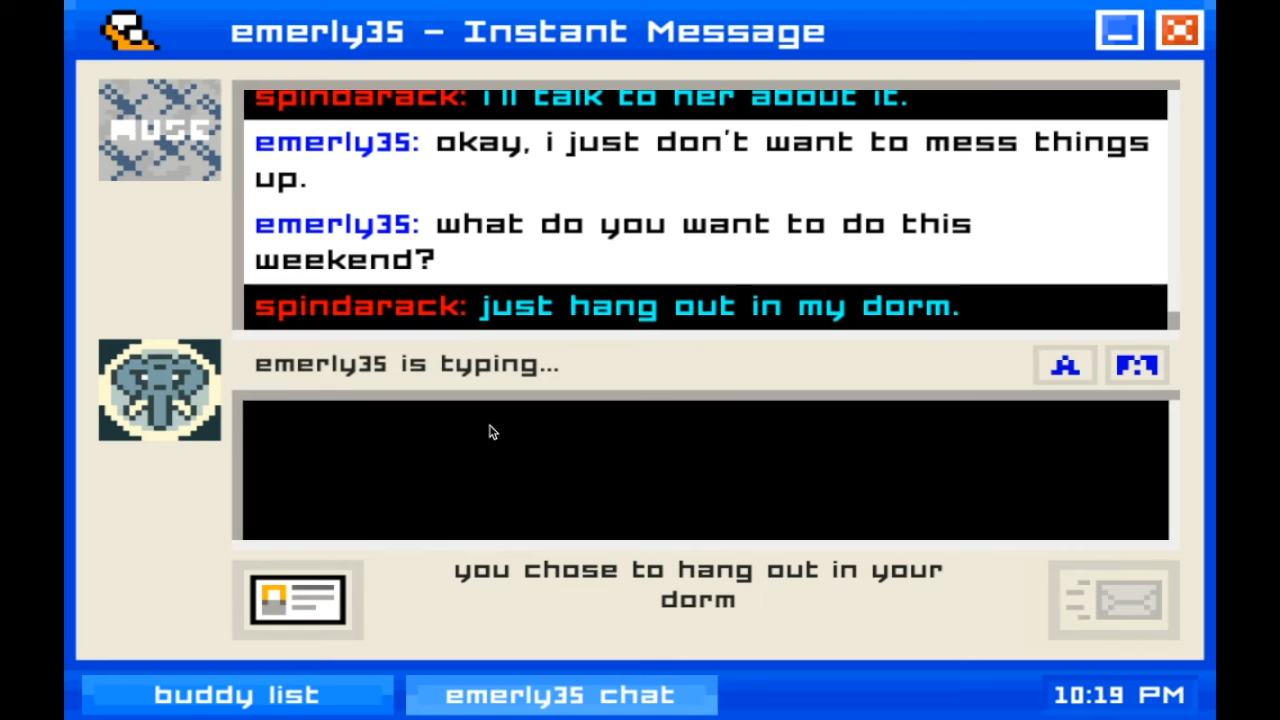 emerly35 - Instant Message
MUSE
spindarack: i'll talk to her about it.
emerly35: okay, i just don't want to mess things
up.
emerly35: what do you want to do this
weekend?
spindarack: just hang out in my dorm.
emerly35 is typing...
A
you chose to hang out in your
dorm
buddy list
emerly35 chat
10:19 PM